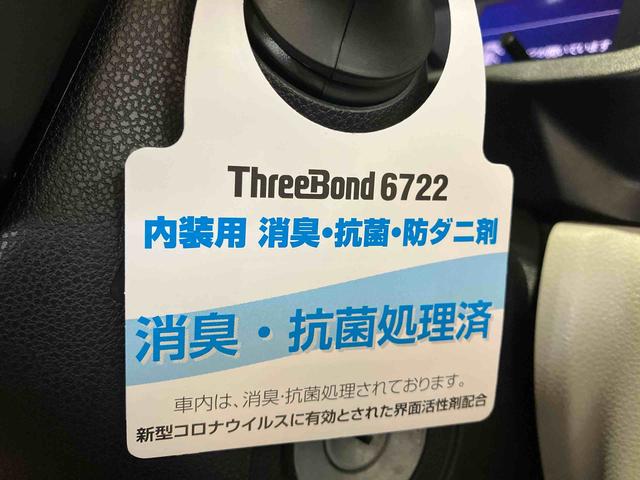 ThreeBond 6722
内装用 消臭・抗菌・防ダニ剤
消臭・抗菌処理済
車内は、消臭・抗菌処理されております。
新型コロナウイルスに有効とされた界面活性剤配合